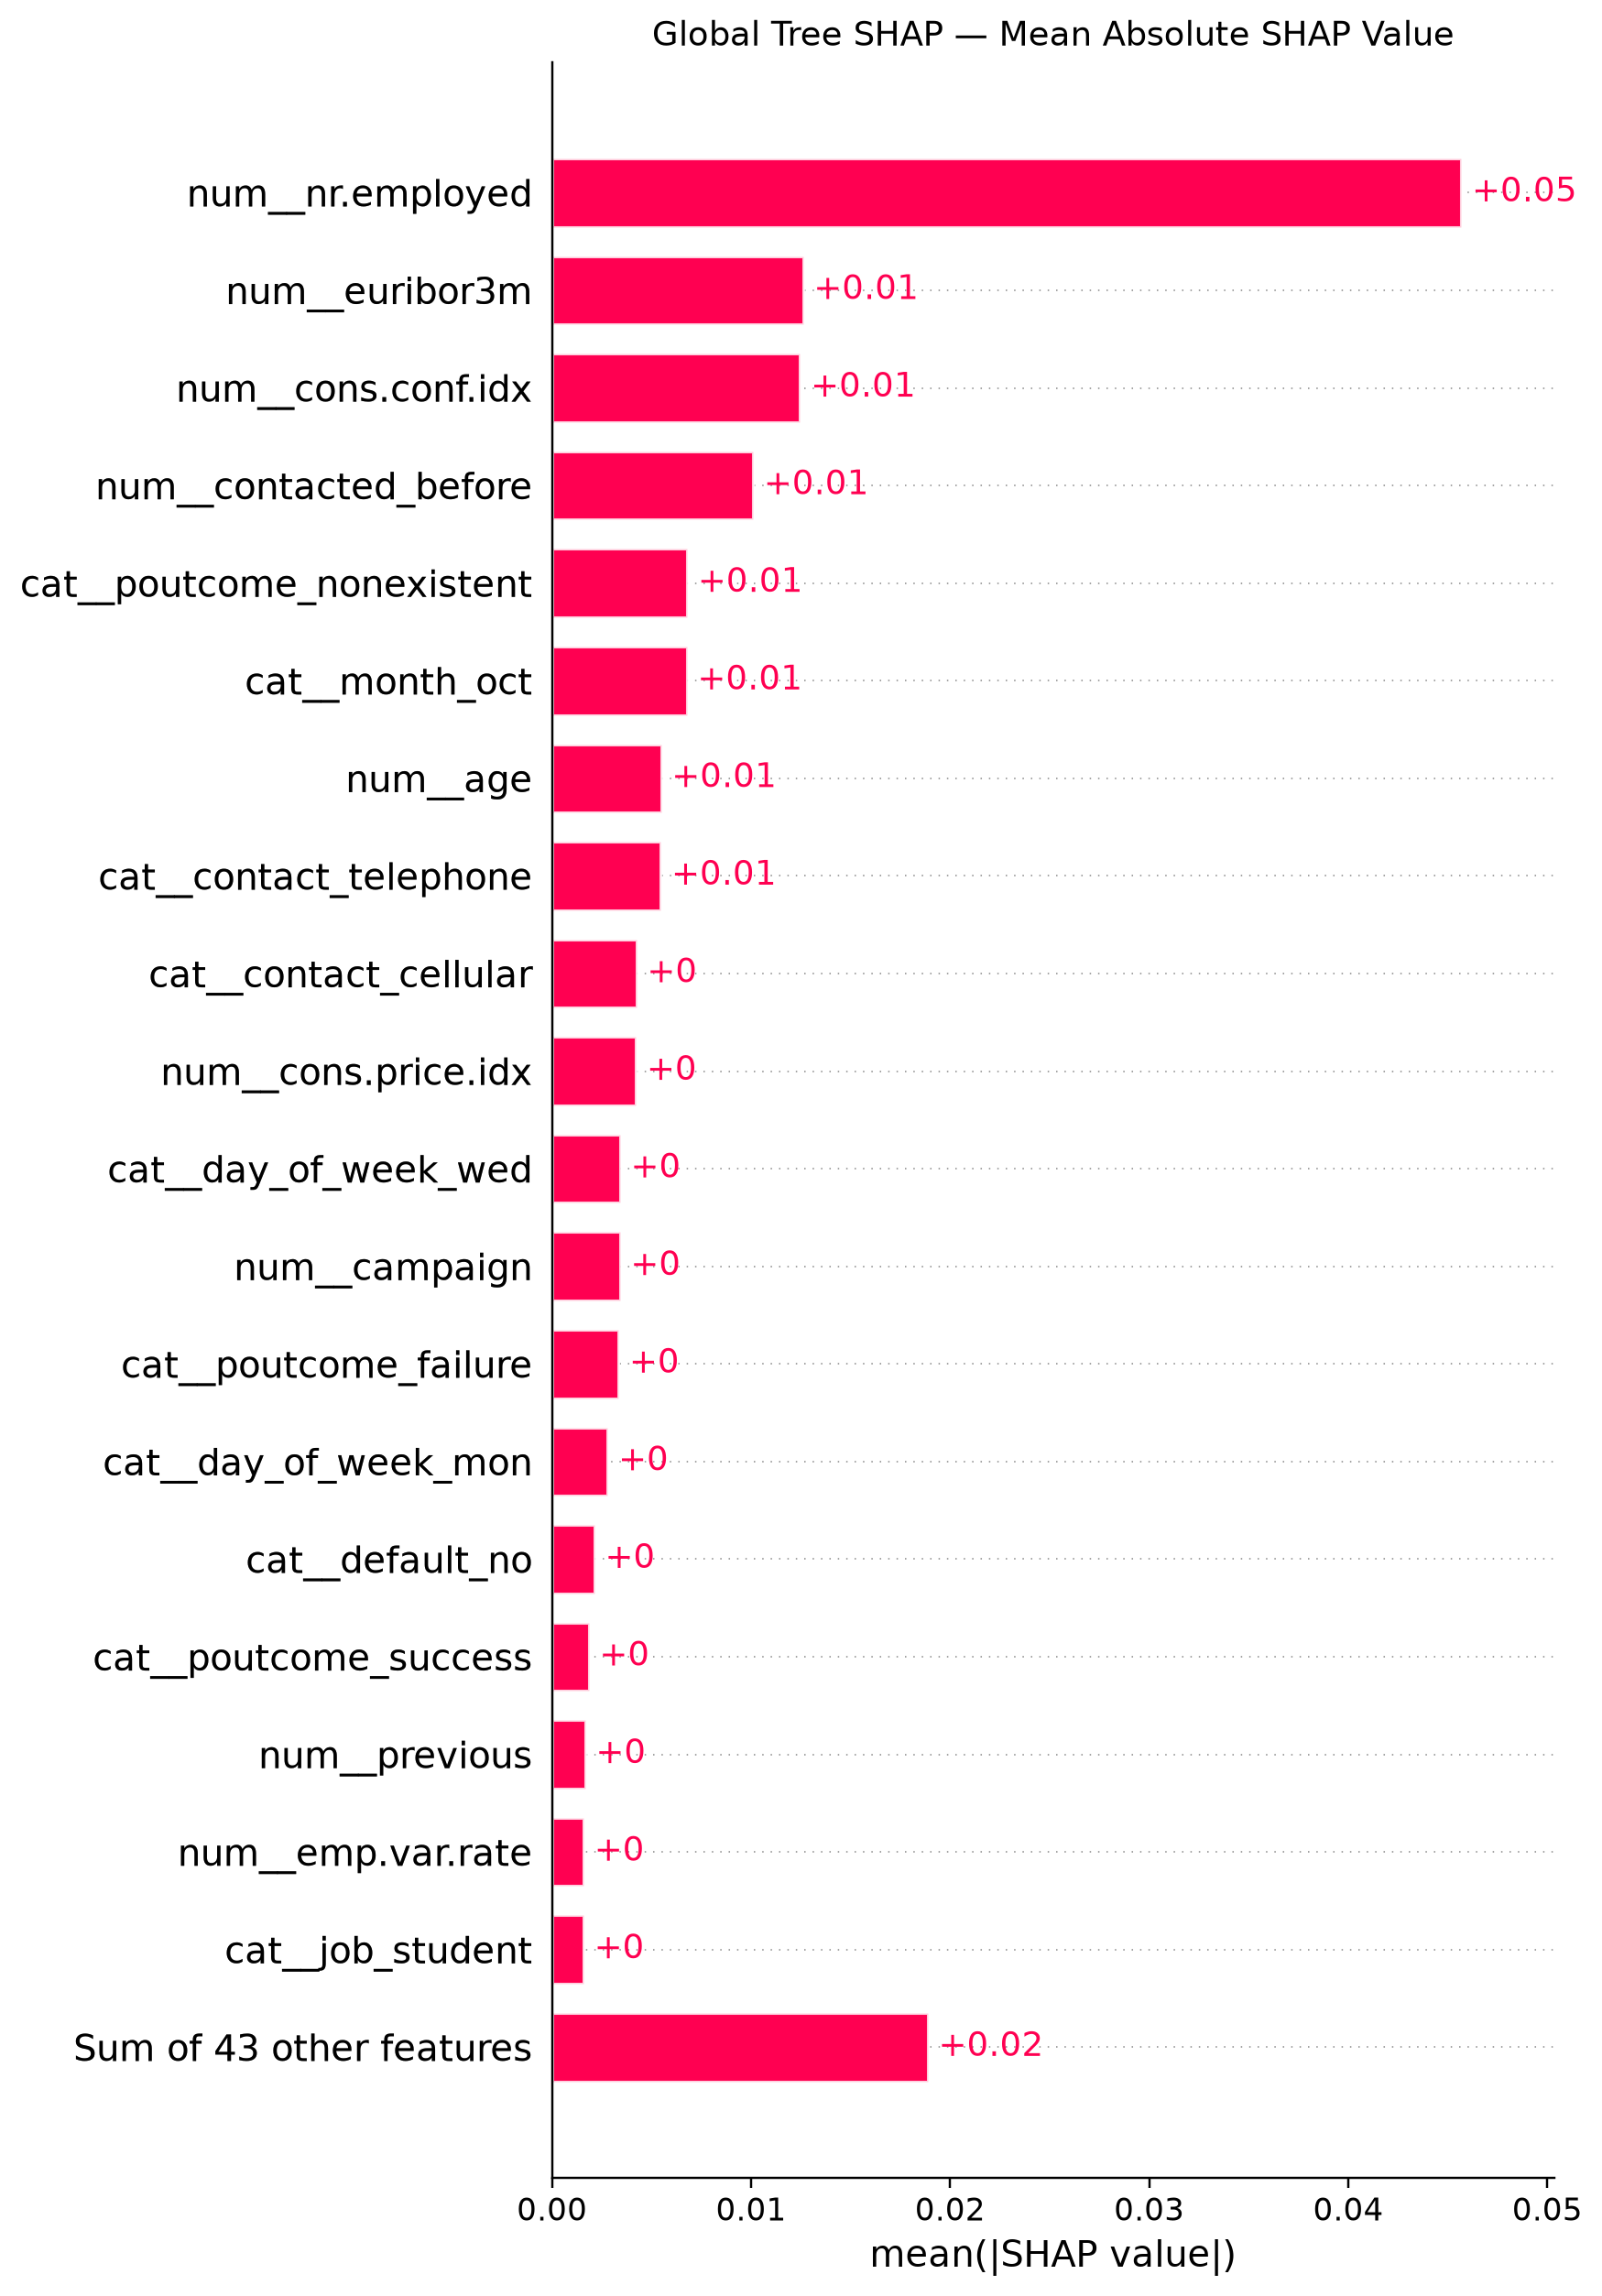 Global Tree SHAP — Mean Absolute SHAP Value
num__nr.employed +0.05
num__euribor3m +0.01
num__cons.conf.idx +0.01
num__contacted_before +0.01
cat__poutcome_nonexistent +0.01
cat__month_oct +0.01
num__age +0.01
cat__contact_telephone +0.01
cat__contact_cellular +0
num__cons.price.idx +0
cat__day_of_week_wed +0
num__campaign +0
cat__poutcome_failure +0
cat__day_of_week_mon +0
cat__default_no +0
cat__poutcome_success +0
num__previous +0
num__emp.var.rate +0
cat__job_student +0
Sum of 43 other features +0.02
0.00 0.01 0.02 0.03 0.04 0.05
mean(|SHAP value|)